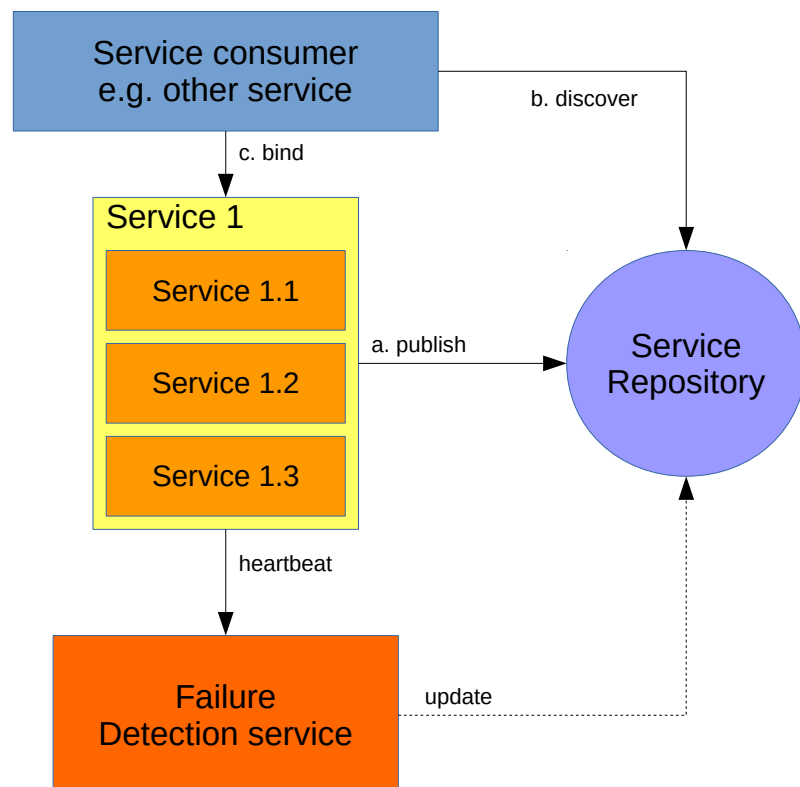 Service consumer
e.g. other service
b. discover
c. bind
Service 1
Service 1.1
a. publish
Service
Repository
Service 1.2
Service 1.3
heartbeat
Failure
Detection service
update